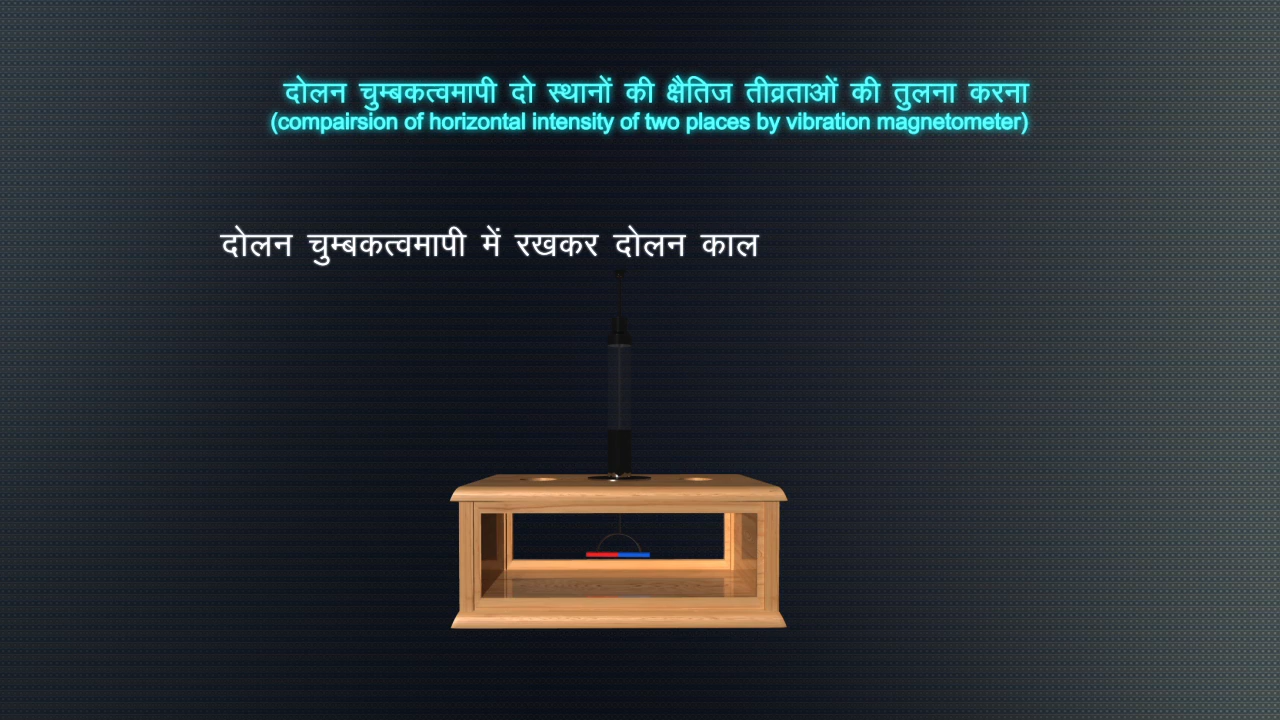 दोलन चुम्बकत्वमापी दो स्थानों की क्षैतिज तीव्रताओं की तुलना करना
(compairsion of horizontal intensity of two places by vibration magnetometer)
दोलन चुम्बकत्वमापी में रखकर दोलन काल